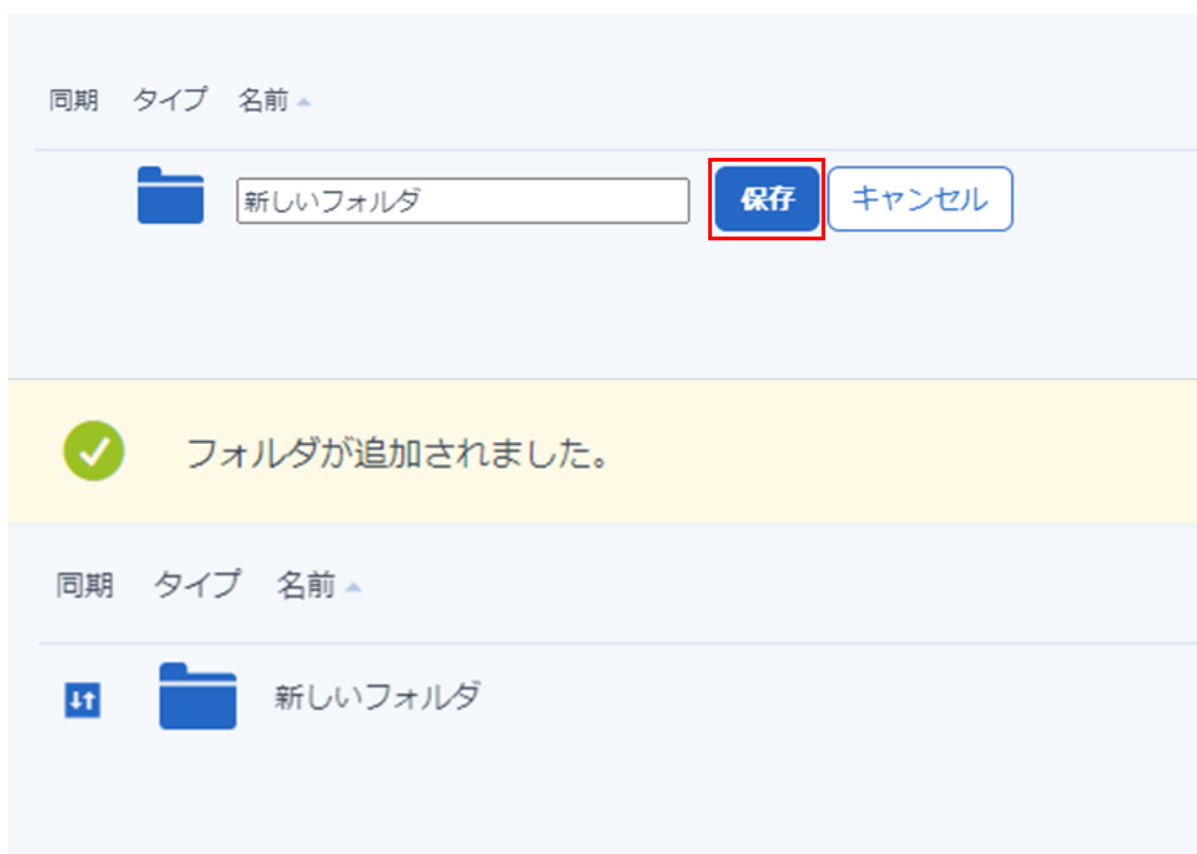 同期 タイプ 名前
新しいフォルダ 保存 キャンセル
フォルダが追加されました。
同期 タイプ 名前
新しいフォルダ